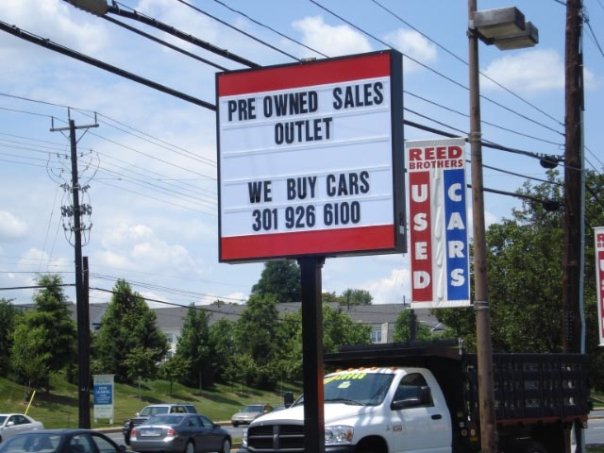 PRE OWNED SALES
OUTLET
WE BUY CARS
301 926 6100
REED
BROTHERS
USED
CARS